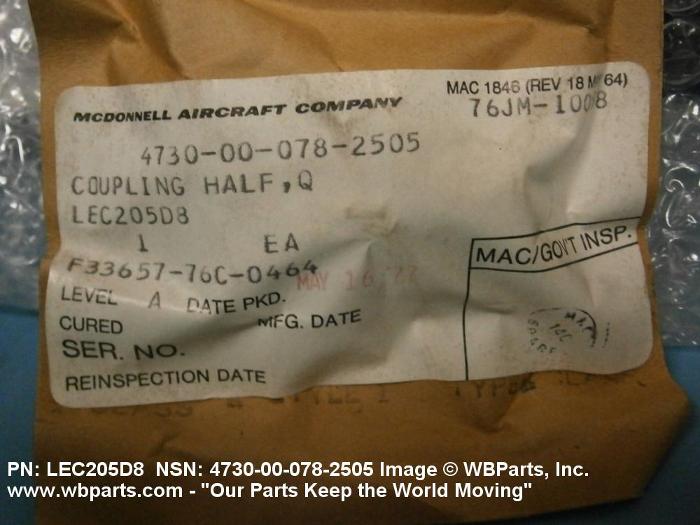 MAC 1846 (REV 18 M 64)
MCDONNELL AIRCRAFT COMPANY
76JM-1008
4730-00-078-2505
COUPLING HALF,Q
LEC205D8
1 EA
F33657-76C-0464
MAY 16 77
MAC/GOV'T INSP.
LEVEL A DATE PKD.
CURED MFG. DATE
SER. NO.
REINSPECTION DATE
PN: LEC205D8 NSN: 4730-00-078-2505 Image © WBParts, Inc.
www.wbparts.com - "Our Parts Keep the World Moving"